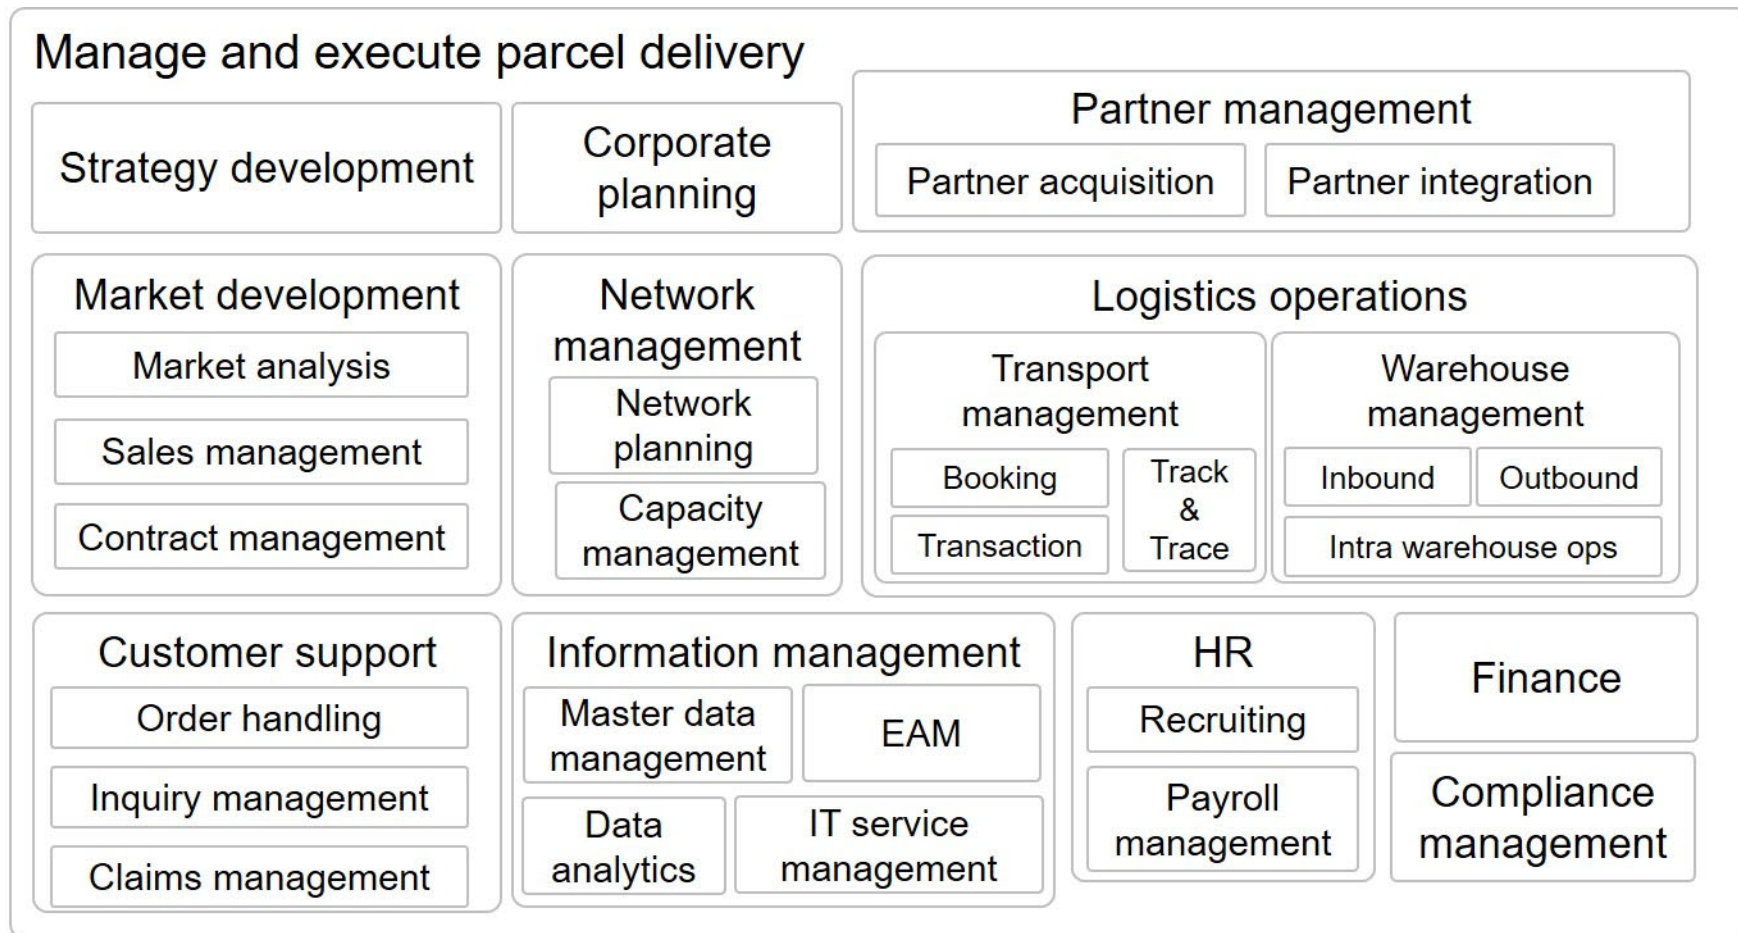 Manage and execute parcel delivery
Strategy development
Corporate
planning
Partner management
Partner acquisition
Partner integration
Market development
Market analysis
Sales management
Contract management
Network
management
Network
planning
Capacity
management
Logistics operations
Transport
management
Booking
Transaction
Track
&
Trace
Warehouse
management
Inbound
Outbound
Intra warehouse ops
Customer support
Order handling
Inquiry management
Claims management
Information management
Master data
management
EAM
Data
analytics
IT service
management
HR
Recruiting
Payroll
management
Finance
Compliance
management